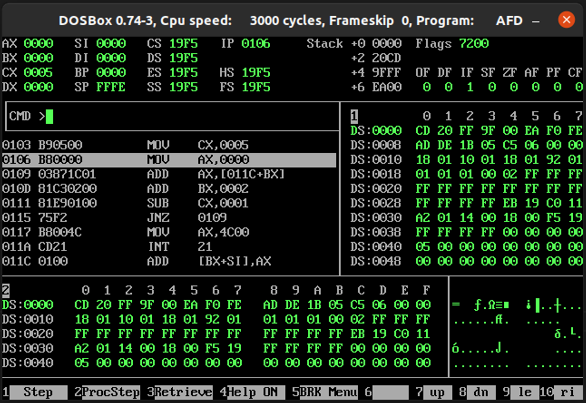 DOSBox 0.74-3, Cpu speed: 3000 cycles, Frameskip 0, Program: AFD
AX 0000 SI 0000 CS 19F5 IP 0106 Stack +0 0000 Flags 7200
BX 0000 DI 0000 DS 19F5 +2 20CD
CX 0005 BP 0000 ES 19F5 HS 19F5 +4 9FFF OF DF IF SF ZF AF PF CF
DX 0000 SP FFFE SS 19F5 FS 19F5 +6 EA00 0 0 1 0 0 0 0 0
CMD >
0103 B90500 MOV CX,0005
0106 B80000 MOV AX,0000
0109 03871C01 ADD AX,[011C+BX]
010D 81C30200 ADD BX,0002
0111 81E90100 SUB CX,0001
0115 75F2 JNZ 0109
0117 B8004C MOV AX,4C00
011A CD21 INT 21
011C 0100 ADD [BX+SI],AX
1 0 1 2 3 4 5 6 7
DS:0000 CD 20 FF 9F 00 EA F0 FE
DS:0008 AD DE 1B 05 C5 06 00 00
DS:0010 18 01 10 01 18 01 92 01
DS:0018 01 01 01 00 02 FF FF FF
DS:0020 FF FF FF FF FF FF FF FF
DS:0028 FF FF FF FF EB 19 C0 11
DS:0030 A2 01 14 00 18 00 F5 19
DS:0038 FF FF FF FF 00 00 00 00
DS:0040 05 00 00 00 00 00 00 00
DS:0048 00 00 00 00 00 00 00 00
2 0 1 2 3 4 5 6 7 8 9 A B C D E F
DS:0000 CD 20 FF 9F 00 EA F0 FE AD DE 1B 05 C5 06 00 00
DS:0010 18 01 10 01 18 01 92 01 01 01 01 00 02 FF FF FF
DS:0020 FF FF FF FF FF FF FF FF FF FF FF FF EB 19 C0 11
DS:0030 A2 01 14 00 18 00 F5 19 FF FF FF FF 00 00 00 00
DS:0040 05 00 00 00 00 00 00 00 00 00 00 00 00 00 00 00
1 Step 2ProcStep 3Retrieve 4Help ON 5BRK Menu 6 7 up 8 dn 9 le 10 ri